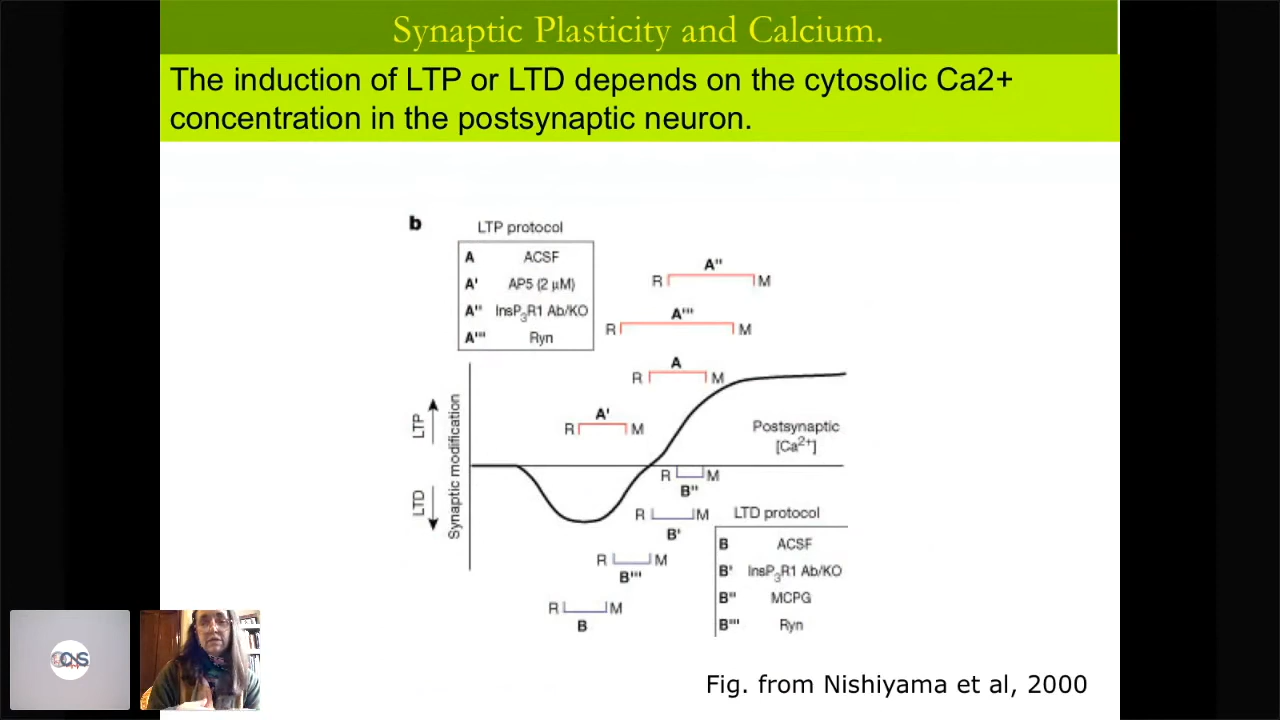 Synaptic Plasticity and Calcium.
The induction of LTP or LTD depends on the cytosolic Ca2+
concentration in the postsynaptic neuron.
b
LTP protocol
A ACSF
A' AP5 (2 μM)
A'' InsP3R1 Ab/KO
A''' Ryn
R A'' M
R A''' M
R A M
R A' M
LTP
LTD
Synaptic modification
Postsynaptic
[Ca2+]
R M
B''
R M
B'
R M
B'''
R M
B
LTD protocol
B ACSF
B' InsP3R1 Ab/KO
B'' MCPG
B''' Ryn
Fig. from Nishiyama et al, 2000